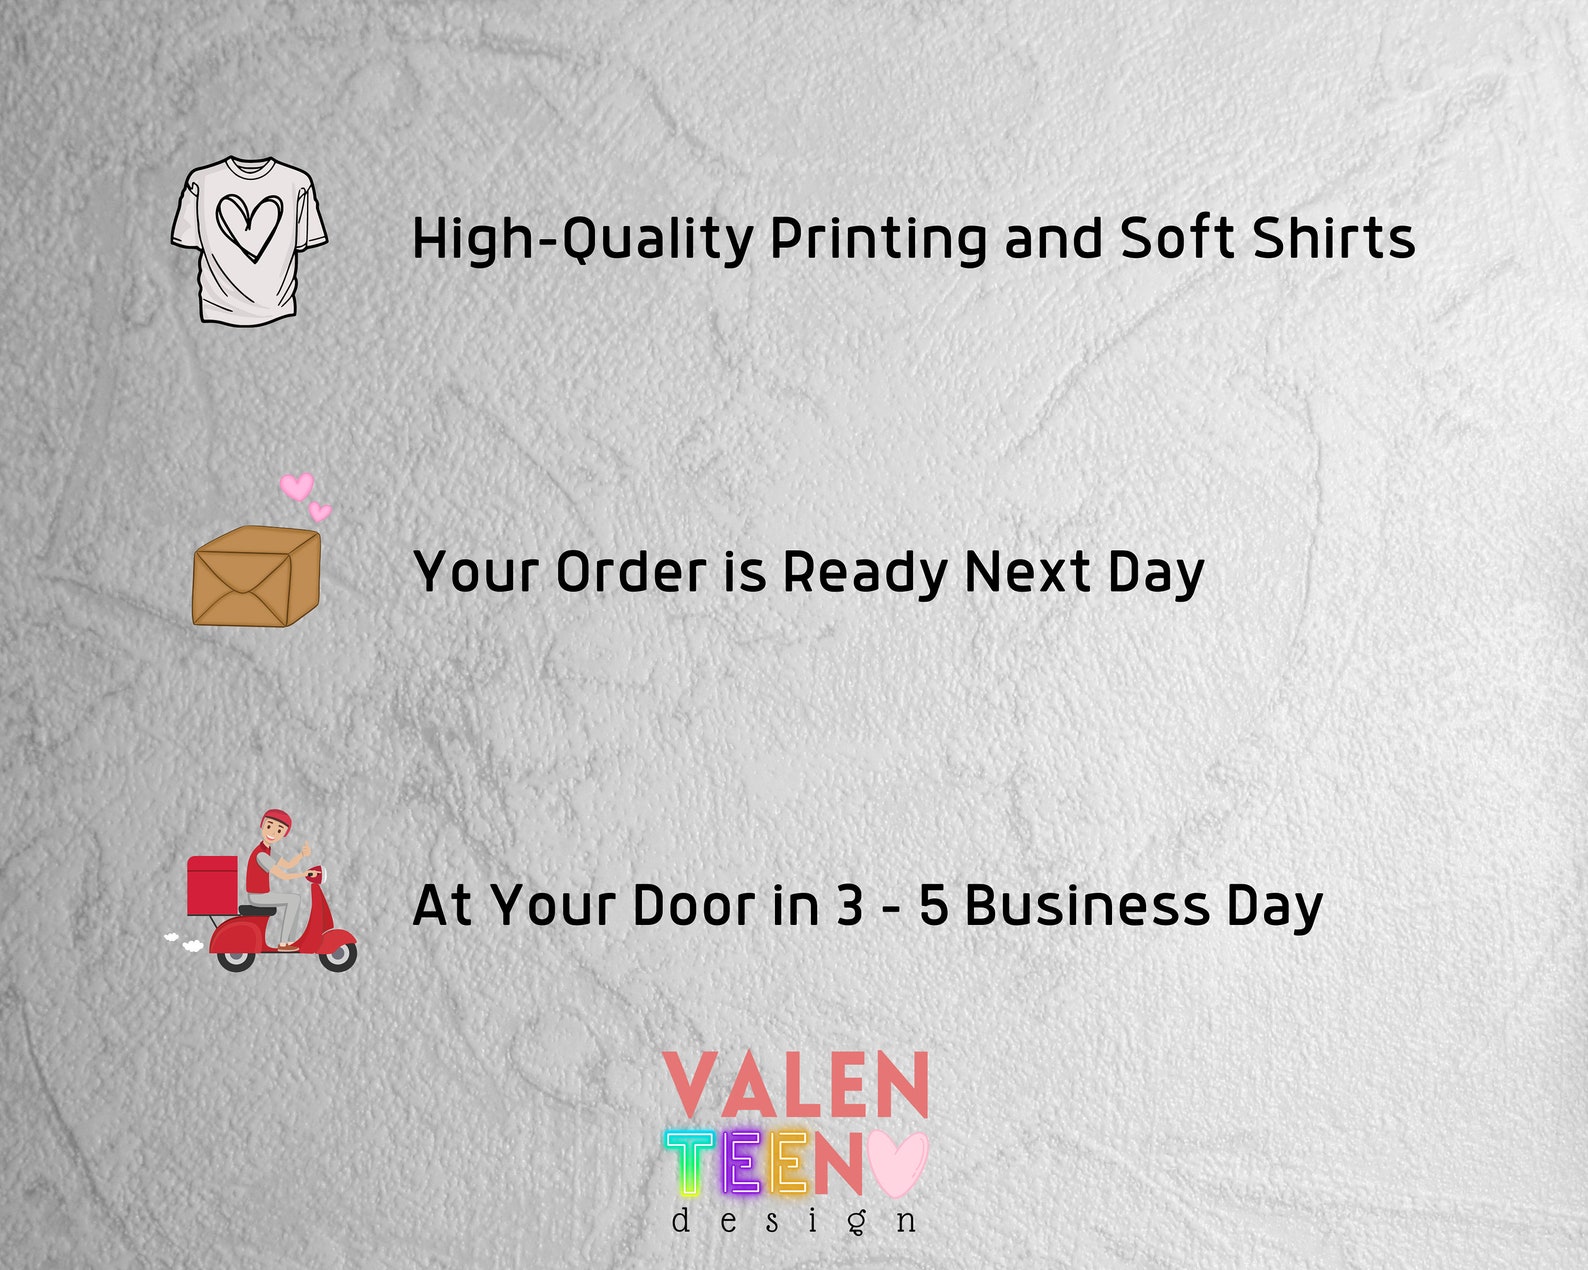 High-Quality Printing and Soft Shirts
Your Order is Ready Next Day
At Your Door in 3 - 5 Business Day
VALEN
TEEN
design